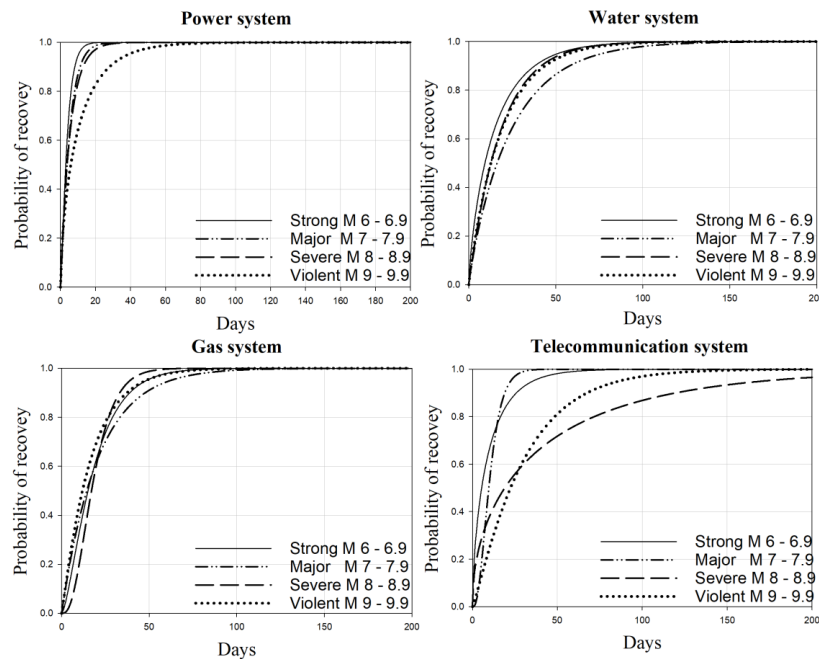 Power system
Probability of recovey
1.0
0.8
0.6
0.4
0.2
0.0
0 20 40 60 80 100 120 140 160 180 200
Days
Strong M 6 - 6.9
Major M 7 - 7.9
Severe M 8 - 8.9
Violent M 9 - 9.9
Water system
Probability of recovey
1.0
0.8
0.6
0.4
0.2
0.0
0 50 100 150 200
Days
Strong M 6 - 6.9
Major M 7 - 7.9
Severe M 8 - 8.9
Violent M 9 - 9.9
Gas system
Probability of recovey
1.0
0.8
0.6
0.4
0.2
0.0
0 50 100 150 200
Days
Strong M 6 - 6.9
Major M 7 - 7.9
Severe M 8 - 8.9
Violent M 9 - 9.9
Telecommunication system
Probability of recovey
1.0
0.8
0.6
0.4
0.2
0.0
0 20 40 60 80 100 120 140 160 180 200
Days
Strong M 6 - 6.9
Major M 7 - 7.9
Severe M 8 - 8.9
Violent M 9 - 9.9